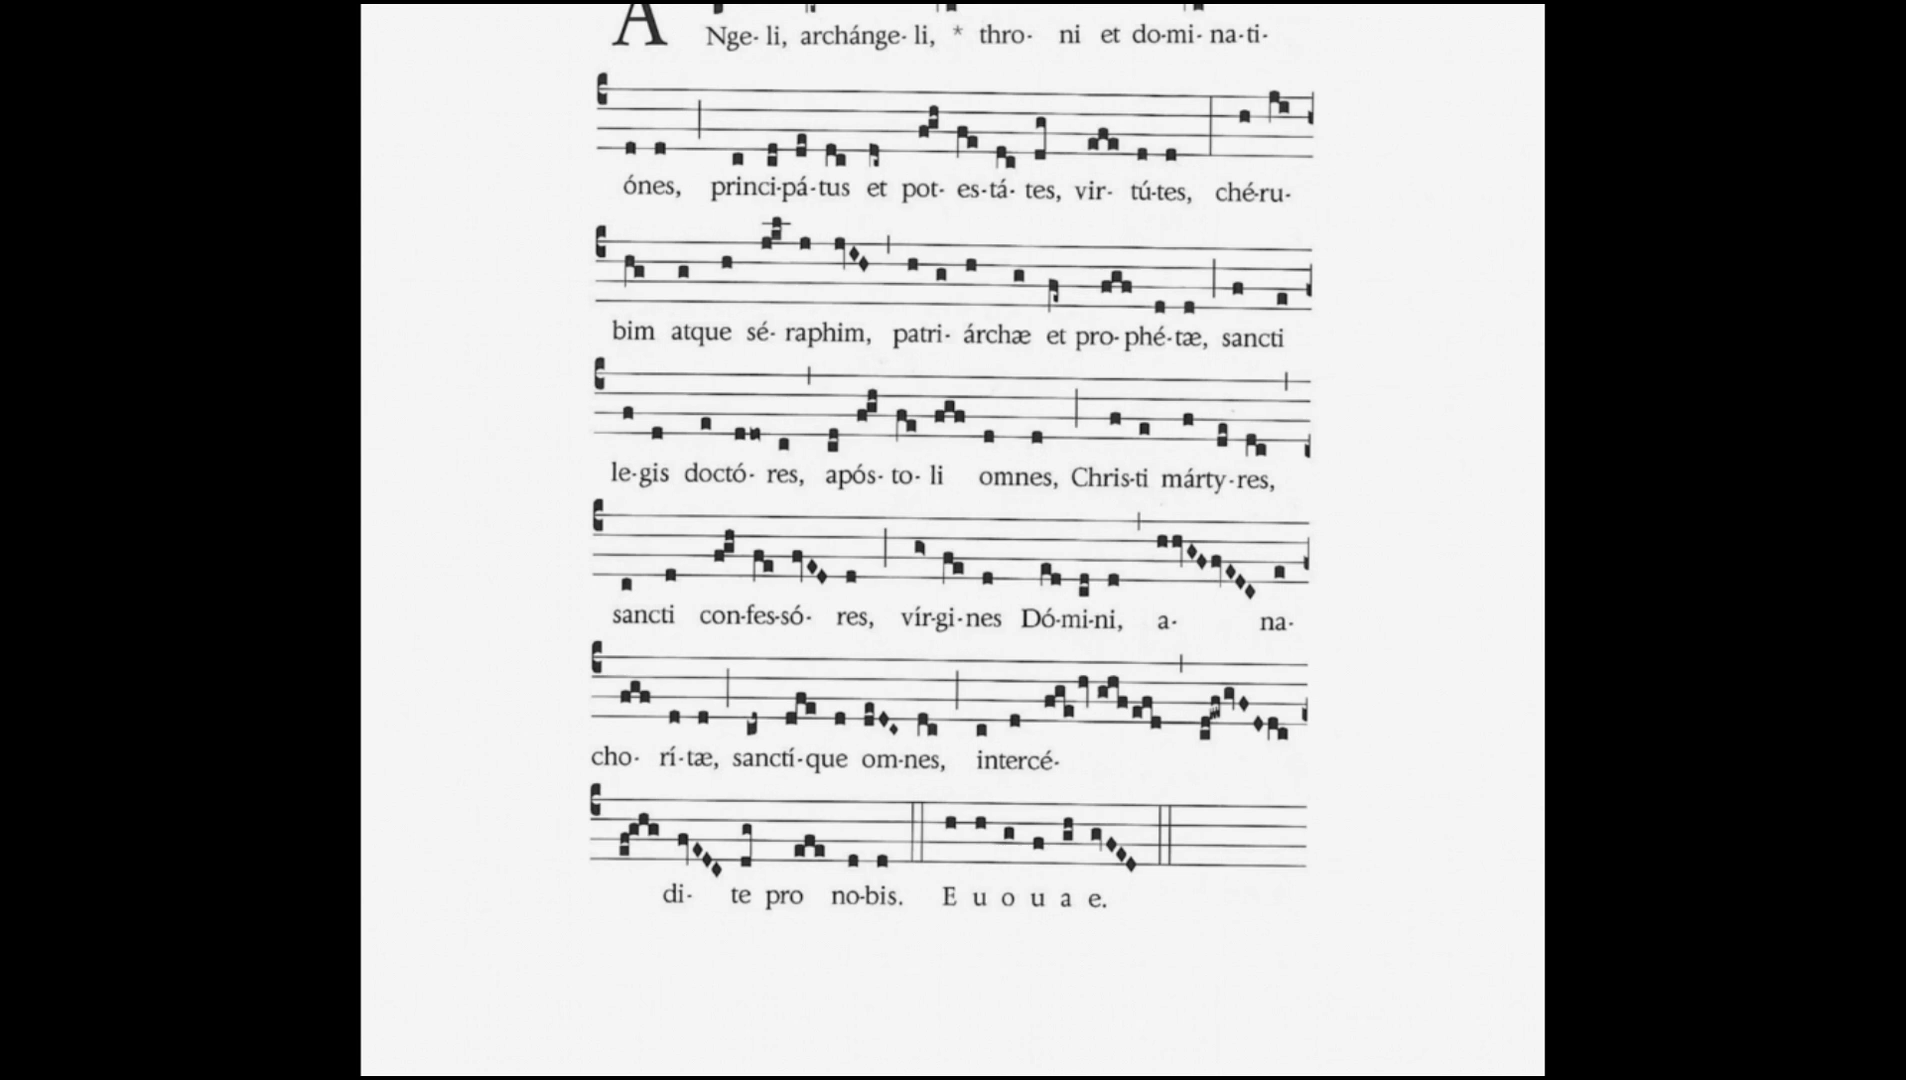 ANge- li, archánge- li, * thro- ni et do-mi- na-ti-
ónes, princi-pá-tus et pot- es-tá- tes, vir- tú-tes, ché-ru-
bim atque sé- raphim, patri- árchæ et pro- phé-tæ, sancti
le-gis doctó- res, após- to- li omnes, Chris-ti márty-res,
sancti con-fes-só- res, vír-gi-nes Dó-mi-ni, a- na-
cho- rí-tæ, sanctí-que om-nes, intercé-
di- te pro no-bis. E u o u a e.